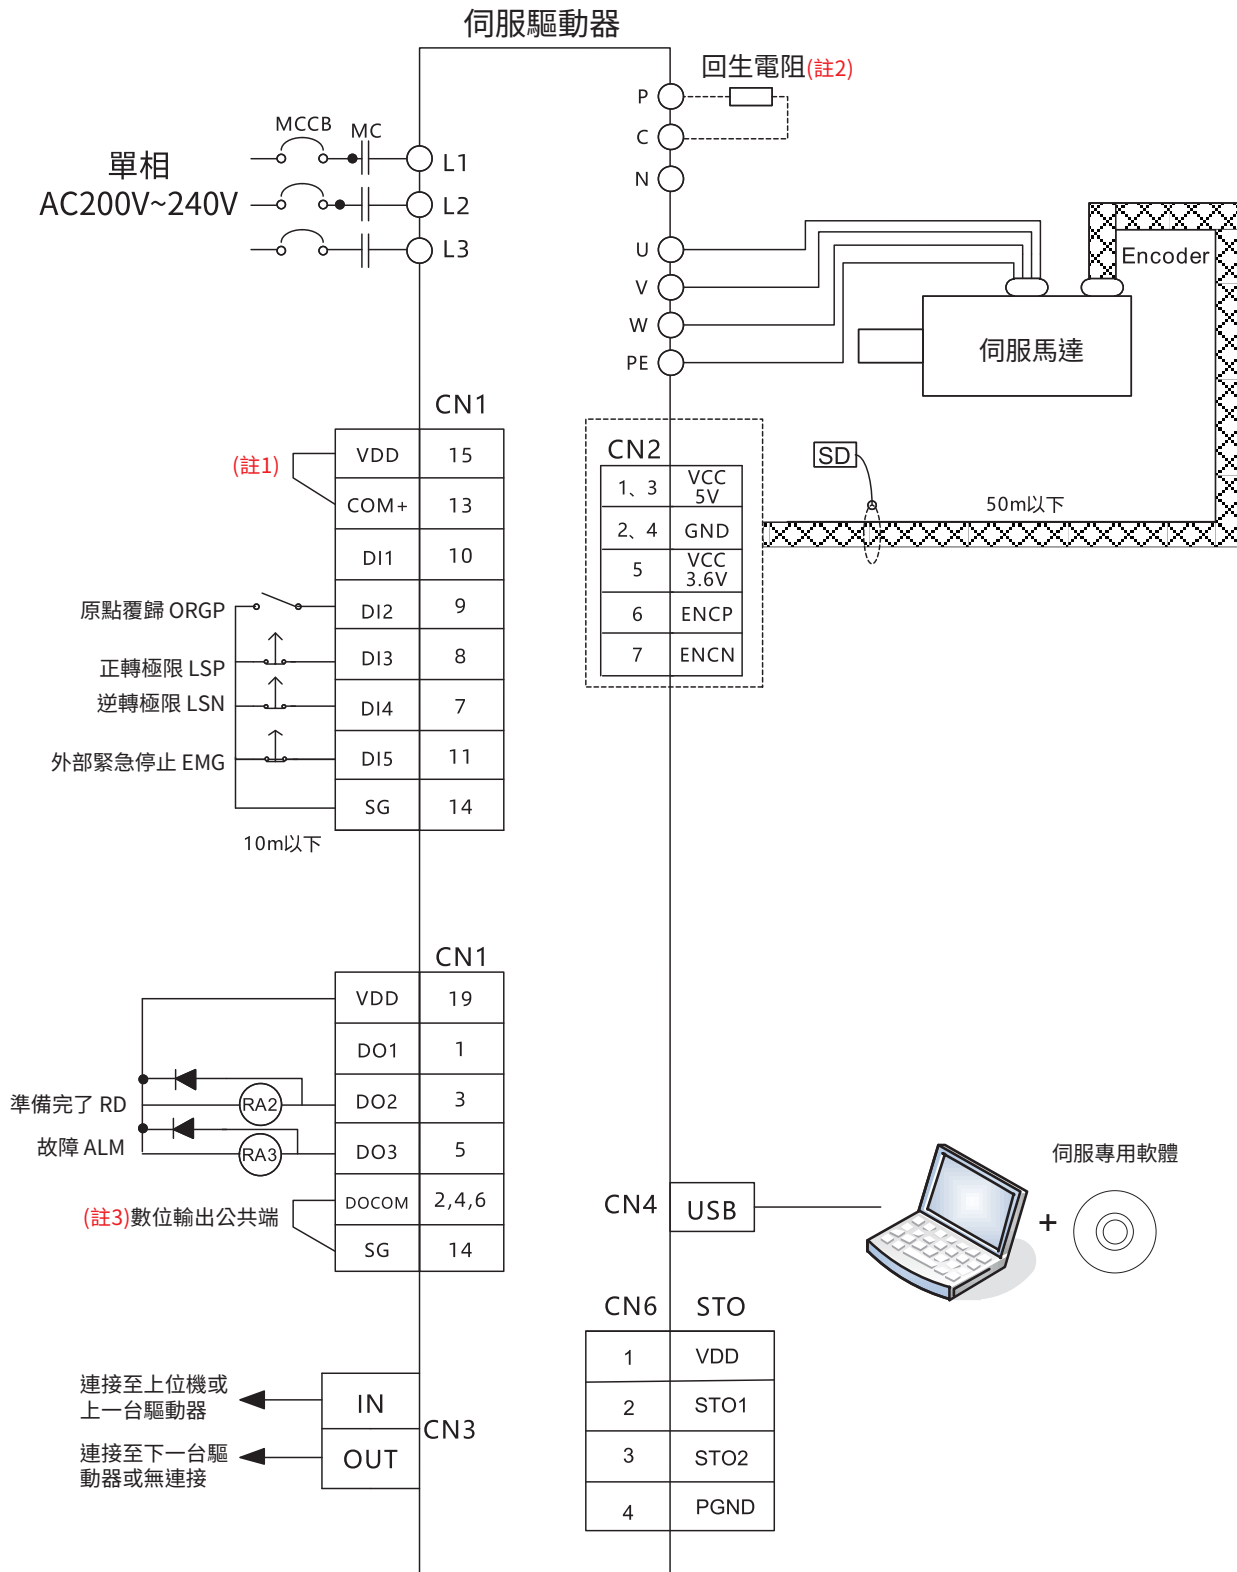 伺服驅動器
回生電阻(註2)
P
C
N
MCCB
MC
單相
AC200V~240V
L1
L2
L3
U
V
W
PE
Encoder
伺服馬達
CN1
(註1)
VDD 15
COM+ 13
DI1 10
原點覆歸 ORGP DI2 9
正轉極限 LSP DI3 8
逆轉極限 LSN DI4 7
外部緊急停止 EMG DI5 11
SG 14
10m以下
CN2
1、3 VCC 5V
2、4 GND
5 VCC 3.6V
6 ENCP
7 ENCN
SD
50m以下
CN1
VDD 19
DO1 1
準備完了 RD RA2 DO2 3
故障 ALM RA3 DO3 5
(註3)數位輸出公共端 DOCOM 2,4,6
SG 14
CN4 USB
伺服專用軟體
+
CN6 STO
1 VDD
2 STO1
3 STO2
4 PGND
連接至上位機或
上一台驅動器
IN
連接至下一台驅
動器或無連接
OUT
CN3